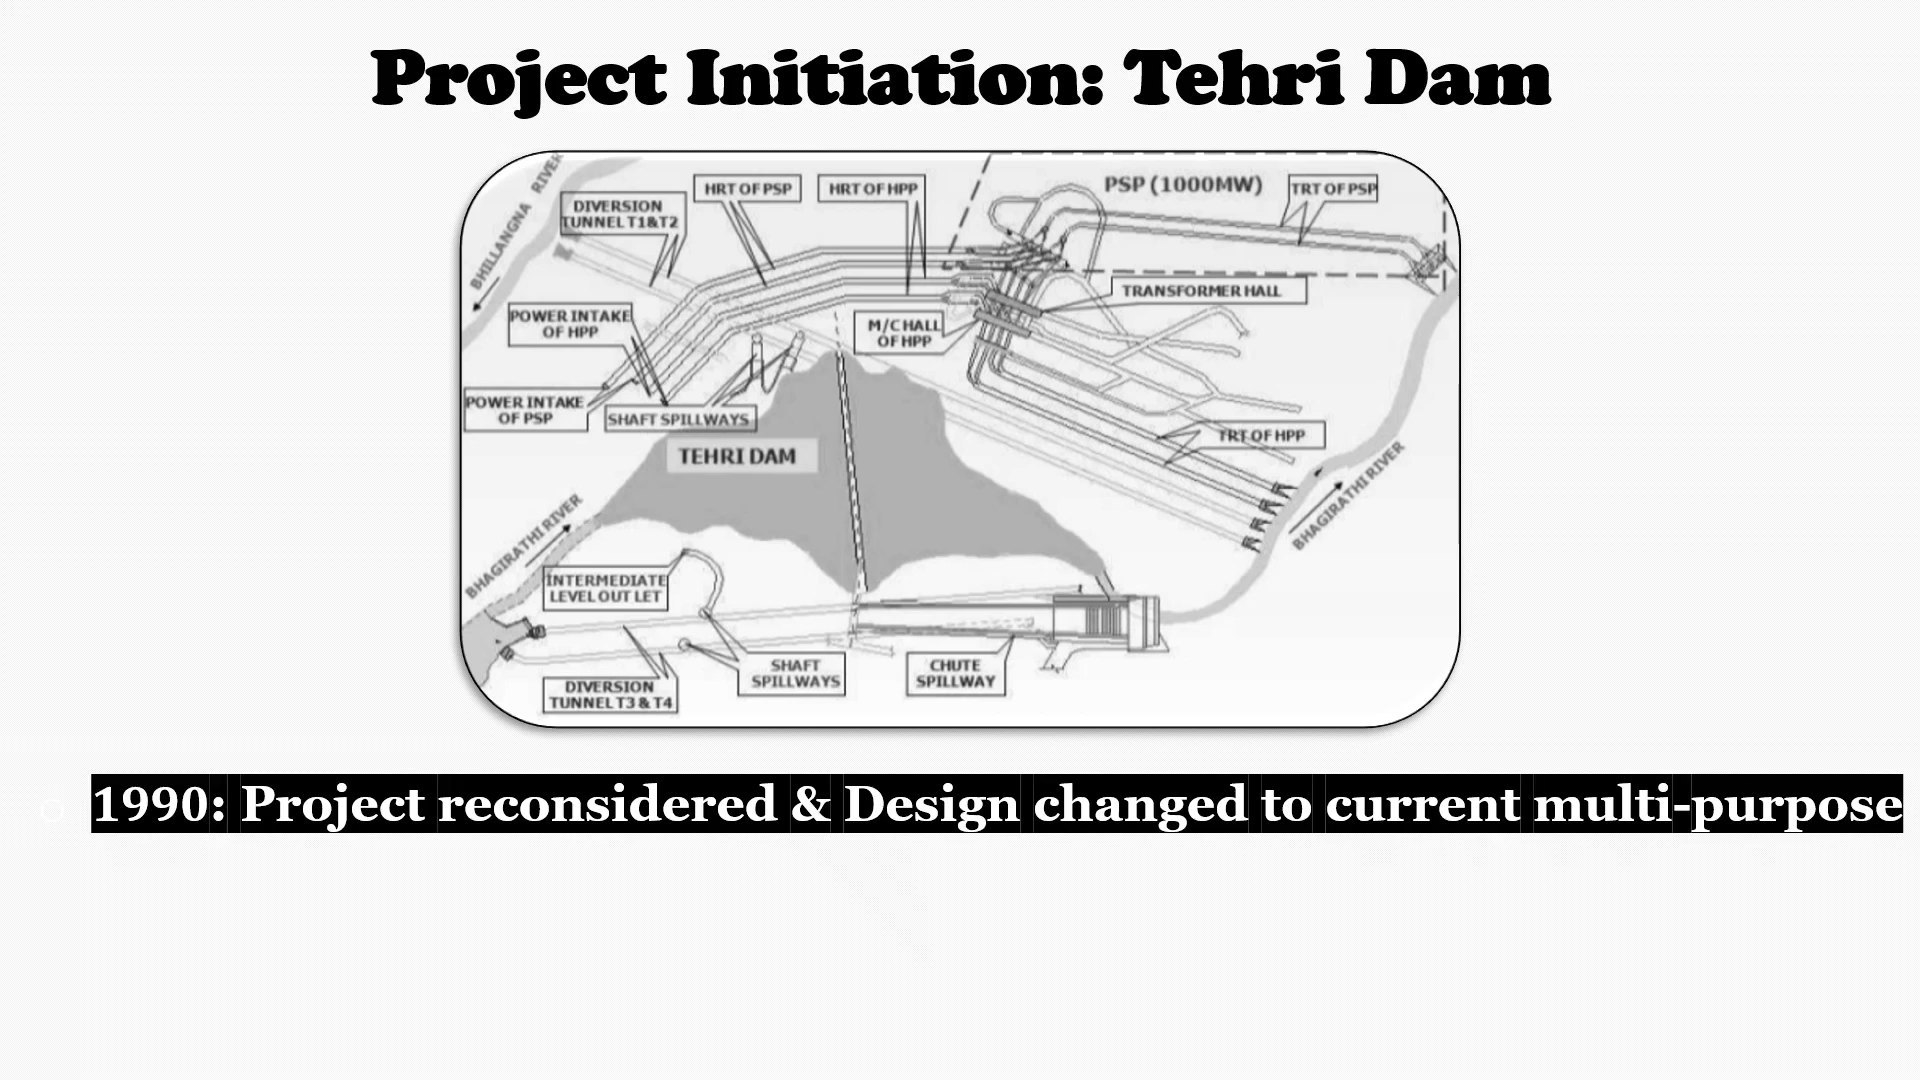 Project Initiation: Tehri Dam
BHILLANGNA RIVER
DIVERSION
TUNNEL T1&T2
HRT OF PSP
HRT OF HPP
PSP (1000MW)
TRT OF PSP
POWER INTAKE
OF HPP
M/C HALL
OF HPP
TRANSFORMER HALL
POWER INTAKE
OF PSP
SHAFT SPILLWAYS
TEHRI DAM
TRT OF HPP
BHAGIRATHI RIVER
BHAGIRATHI RIVER
INTERMEDIATE
LEVEL OUT LET
SHAFT
SPILLWAYS
CHUTE
SPILLWAY
DIVERSION
TUNNEL T3 & T4
1990: Project reconsidered & Design changed to current multi-purpose